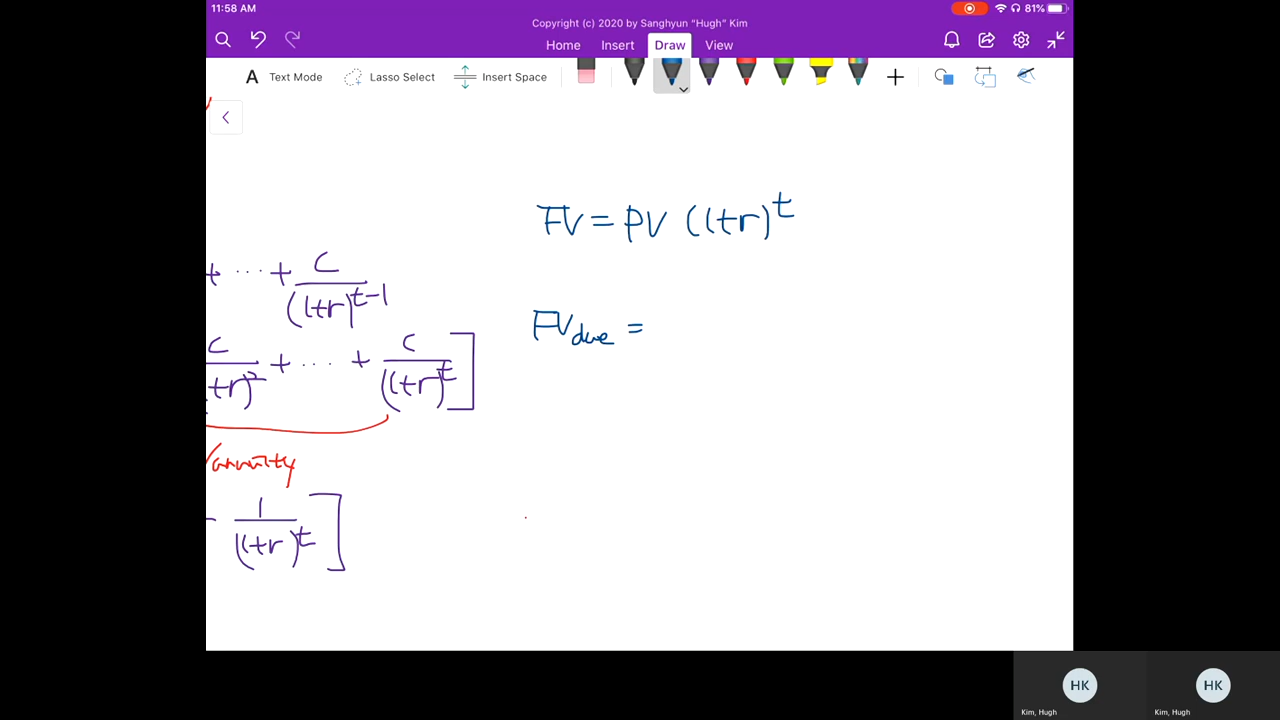 11:58 AM
81%
Copyright (c) 2020 by Sanghyun "Hugh" Kim
Home Insert Draw View
A Text Mode Lasso Select Insert Space
FV = PV (1+r)^t
+ ... + C/(1+r)^{t-1}
FV_due =
C/(1+r)^2 + ... + C/(1+r)^t ]
annuity
- 1/(1+r)^t ]
HK HK
Kim, Hugh Kim, Hugh